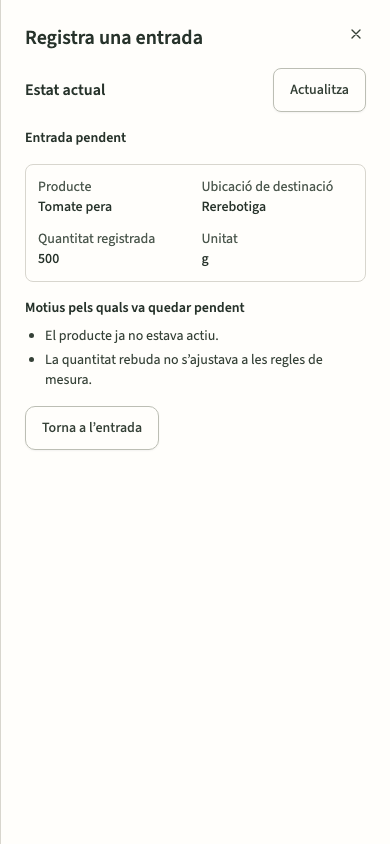 Registra una entrada
Estat actual
Actualitza
Entrada pendent
Producte
Ubicació de destinació
Tomate pera
Rerebotiga
Quantitat registrada
Unitat
500
g
Motius pels quals va quedar pendent
El producte ja no estava actiu.
La quantitat rebuda no s’ajustava a les regles de
mesura.
Torna a l’entrada